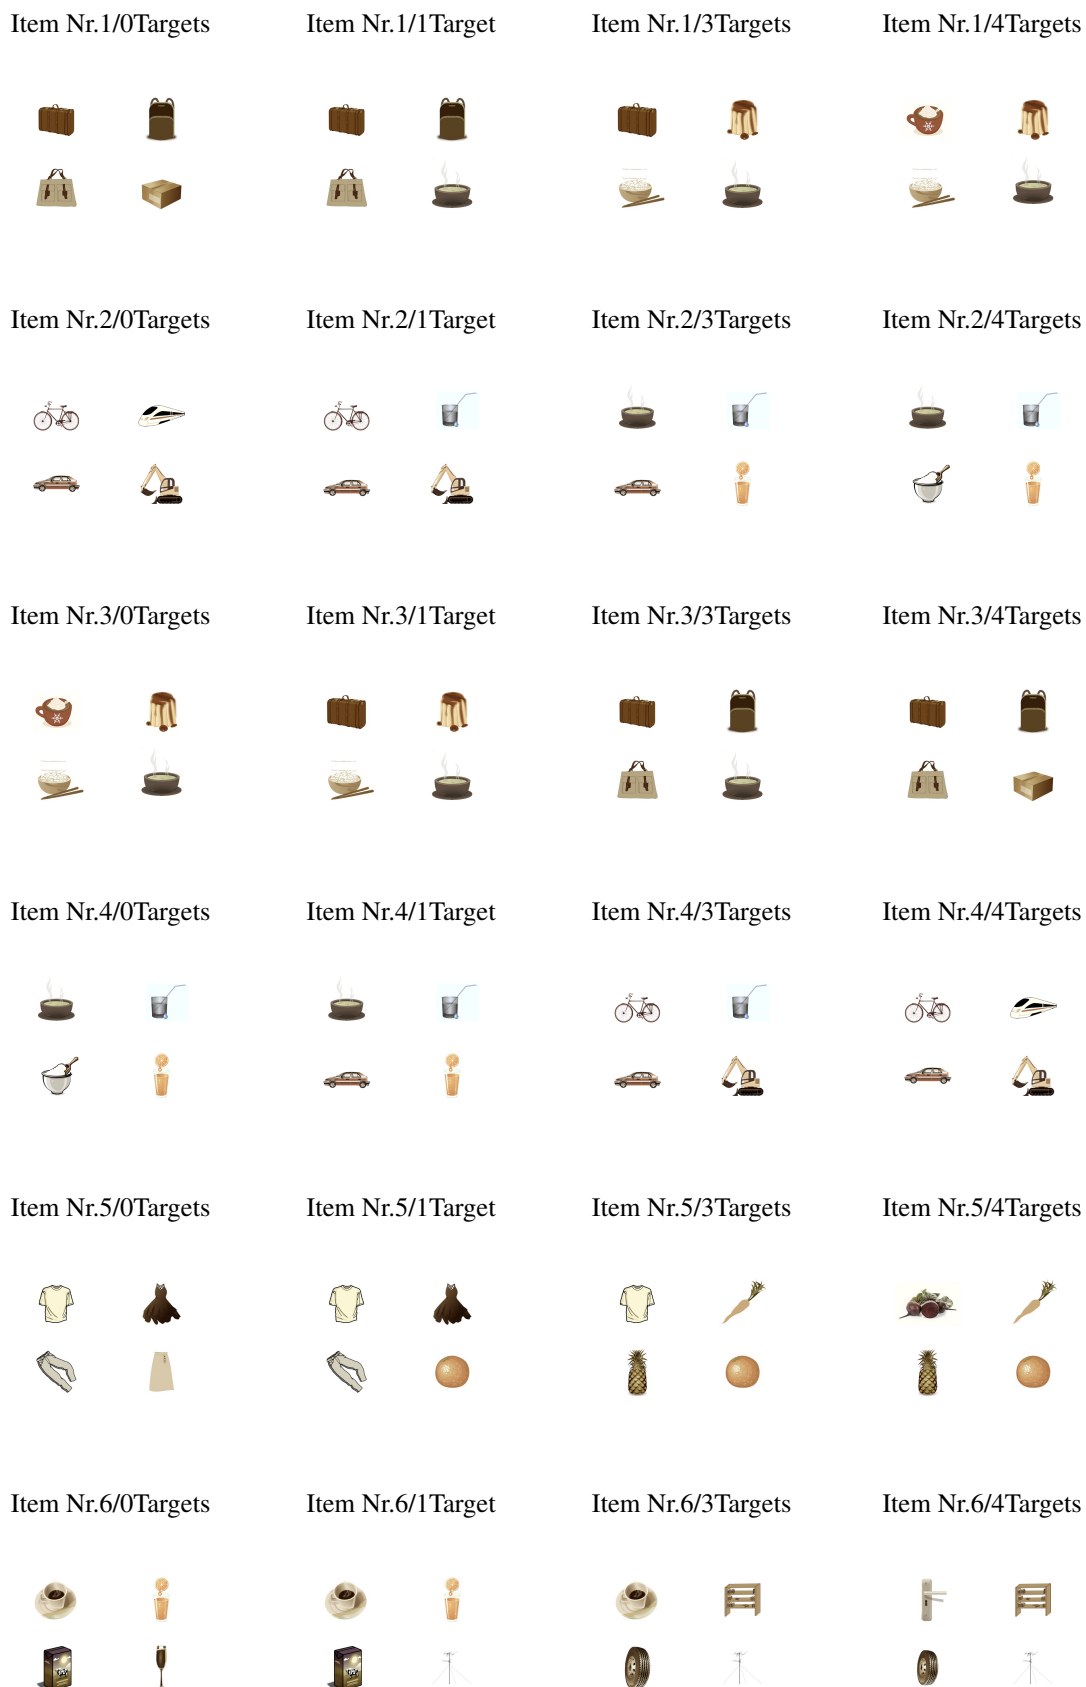 Item Nr.1/0Targets
Item Nr.1/1Target
Item Nr.1/3Targets
Item Nr.1/4Targets
Item Nr.2/0Targets
Item Nr.2/1Target
Item Nr.2/3Targets
Item Nr.2/4Targets
Item Nr.3/0Targets
Item Nr.3/1Target
Item Nr.3/3Targets
Item Nr.3/4Targets
Item Nr.4/0Targets
Item Nr.4/1Target
Item Nr.4/3Targets
Item Nr.4/4Targets
Item Nr.5/0Targets
Item Nr.5/1Target
Item Nr.5/3Targets
Item Nr.5/4Targets
Item Nr.6/0Targets
Item Nr.6/1Target
Item Nr.6/3Targets
Item Nr.6/4Targets